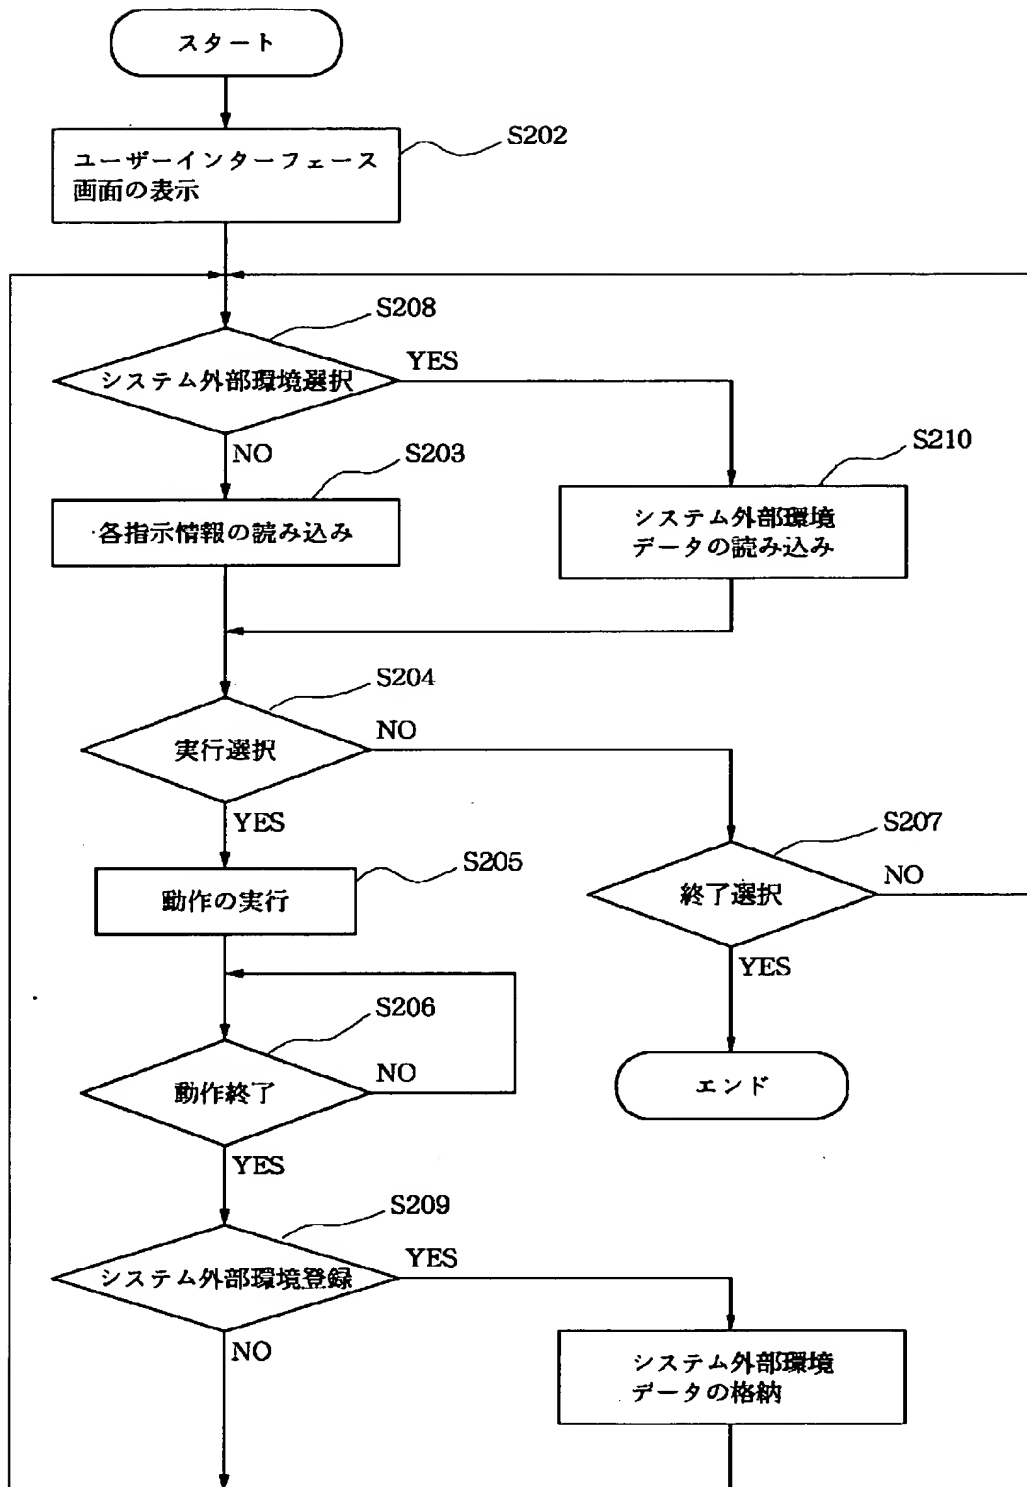 スタート
S202
ユーザーインターフェース
画面の表示
S208
システム外部環境選択
YES
NO
S203
各指示情報の読み込み
S210
システム外部環境
データの読み込み
S204
実行選択
NO
YES
S205
動作の実行
S207
終了選択
NO
YES
S206
動作終了
NO
YES
エンド
S209
システム外部環境登録
YES
NO
システム外部環境
データの格納